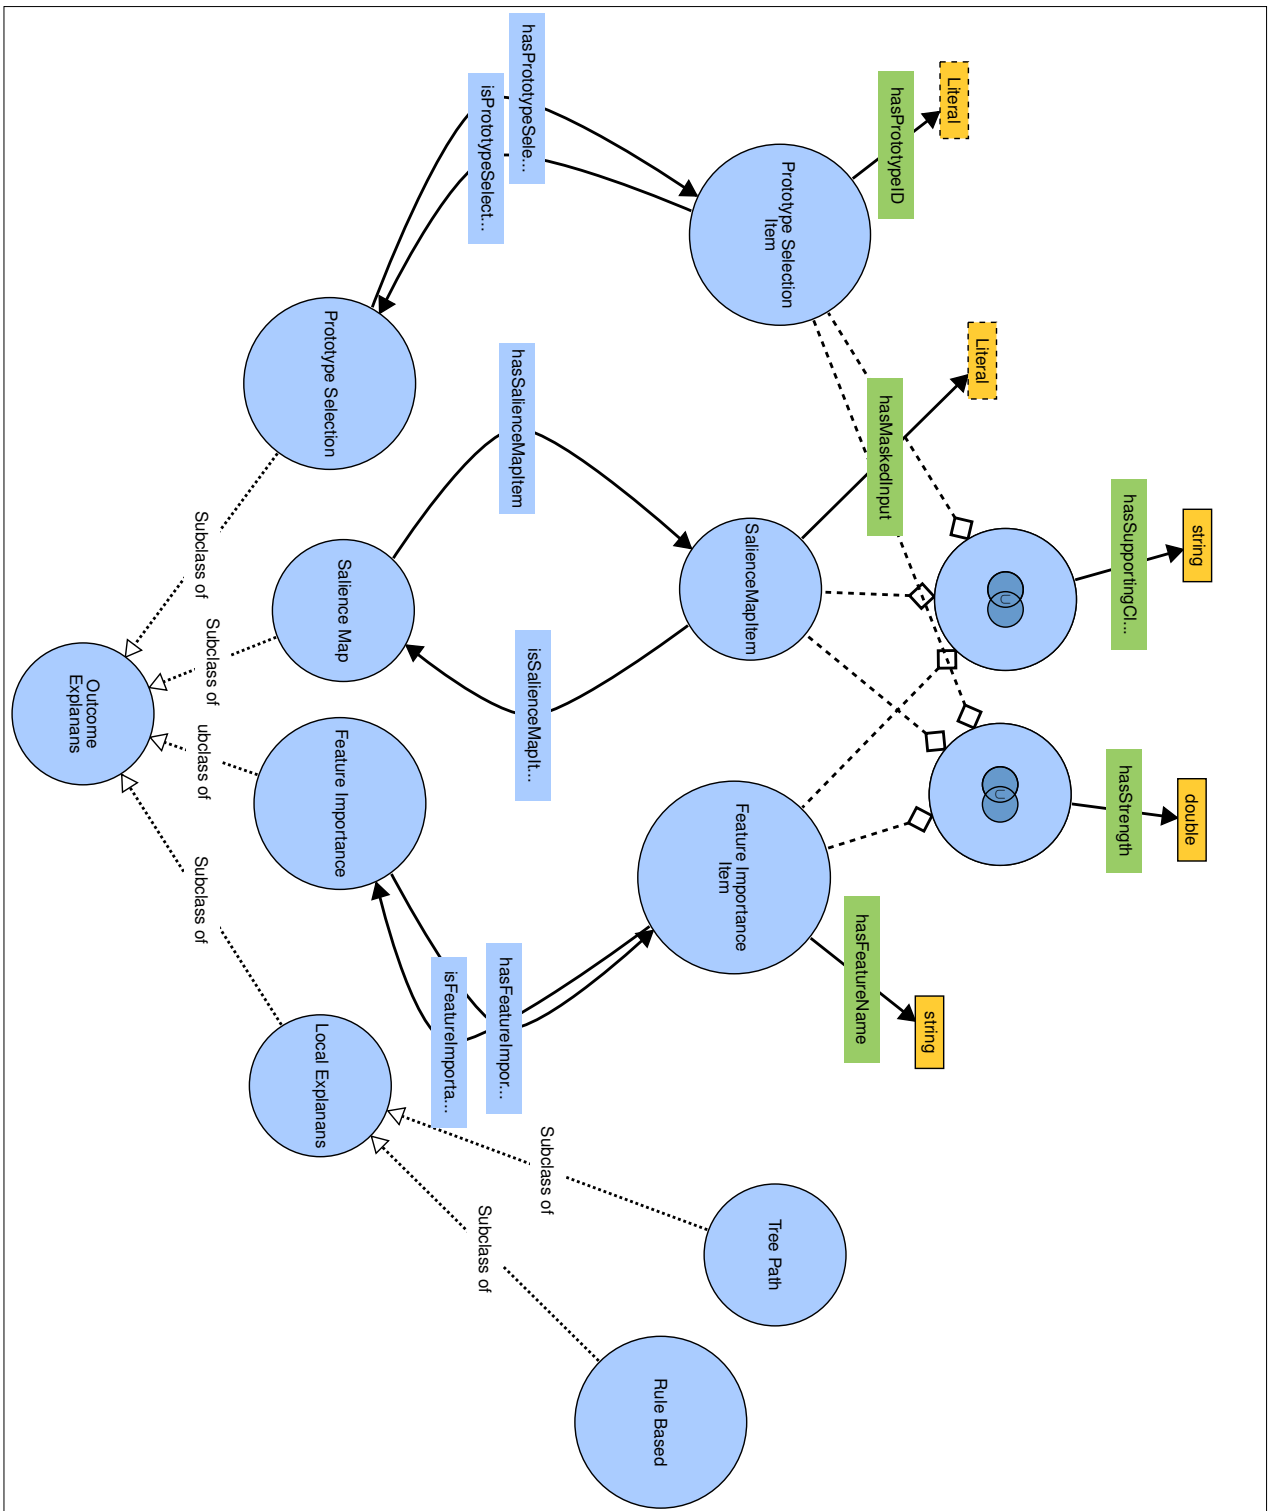 string
double
hasSupportingCl...
hasStrength
Literal
Literal
string
hasPrototypeID
hasMaskedInput
hasFeatureName
∪
∪
Prototype Selection
Item
SalienceMapItem
Feature Importance
Item
Tree Path
Rule Based
hasPrototypeSele...
isPrototypeSelect...
hasSalienceMapItem
isSalienceMapIt...
hasFeatureImpor...
isFeatureImporta...
Subclass of
Subclass of
Prototype Selection
Salience Map
Feature Importance
Local Explanans
Subclass of
Subclass of
ubclass of
Subclass of
Outcome
Explanans